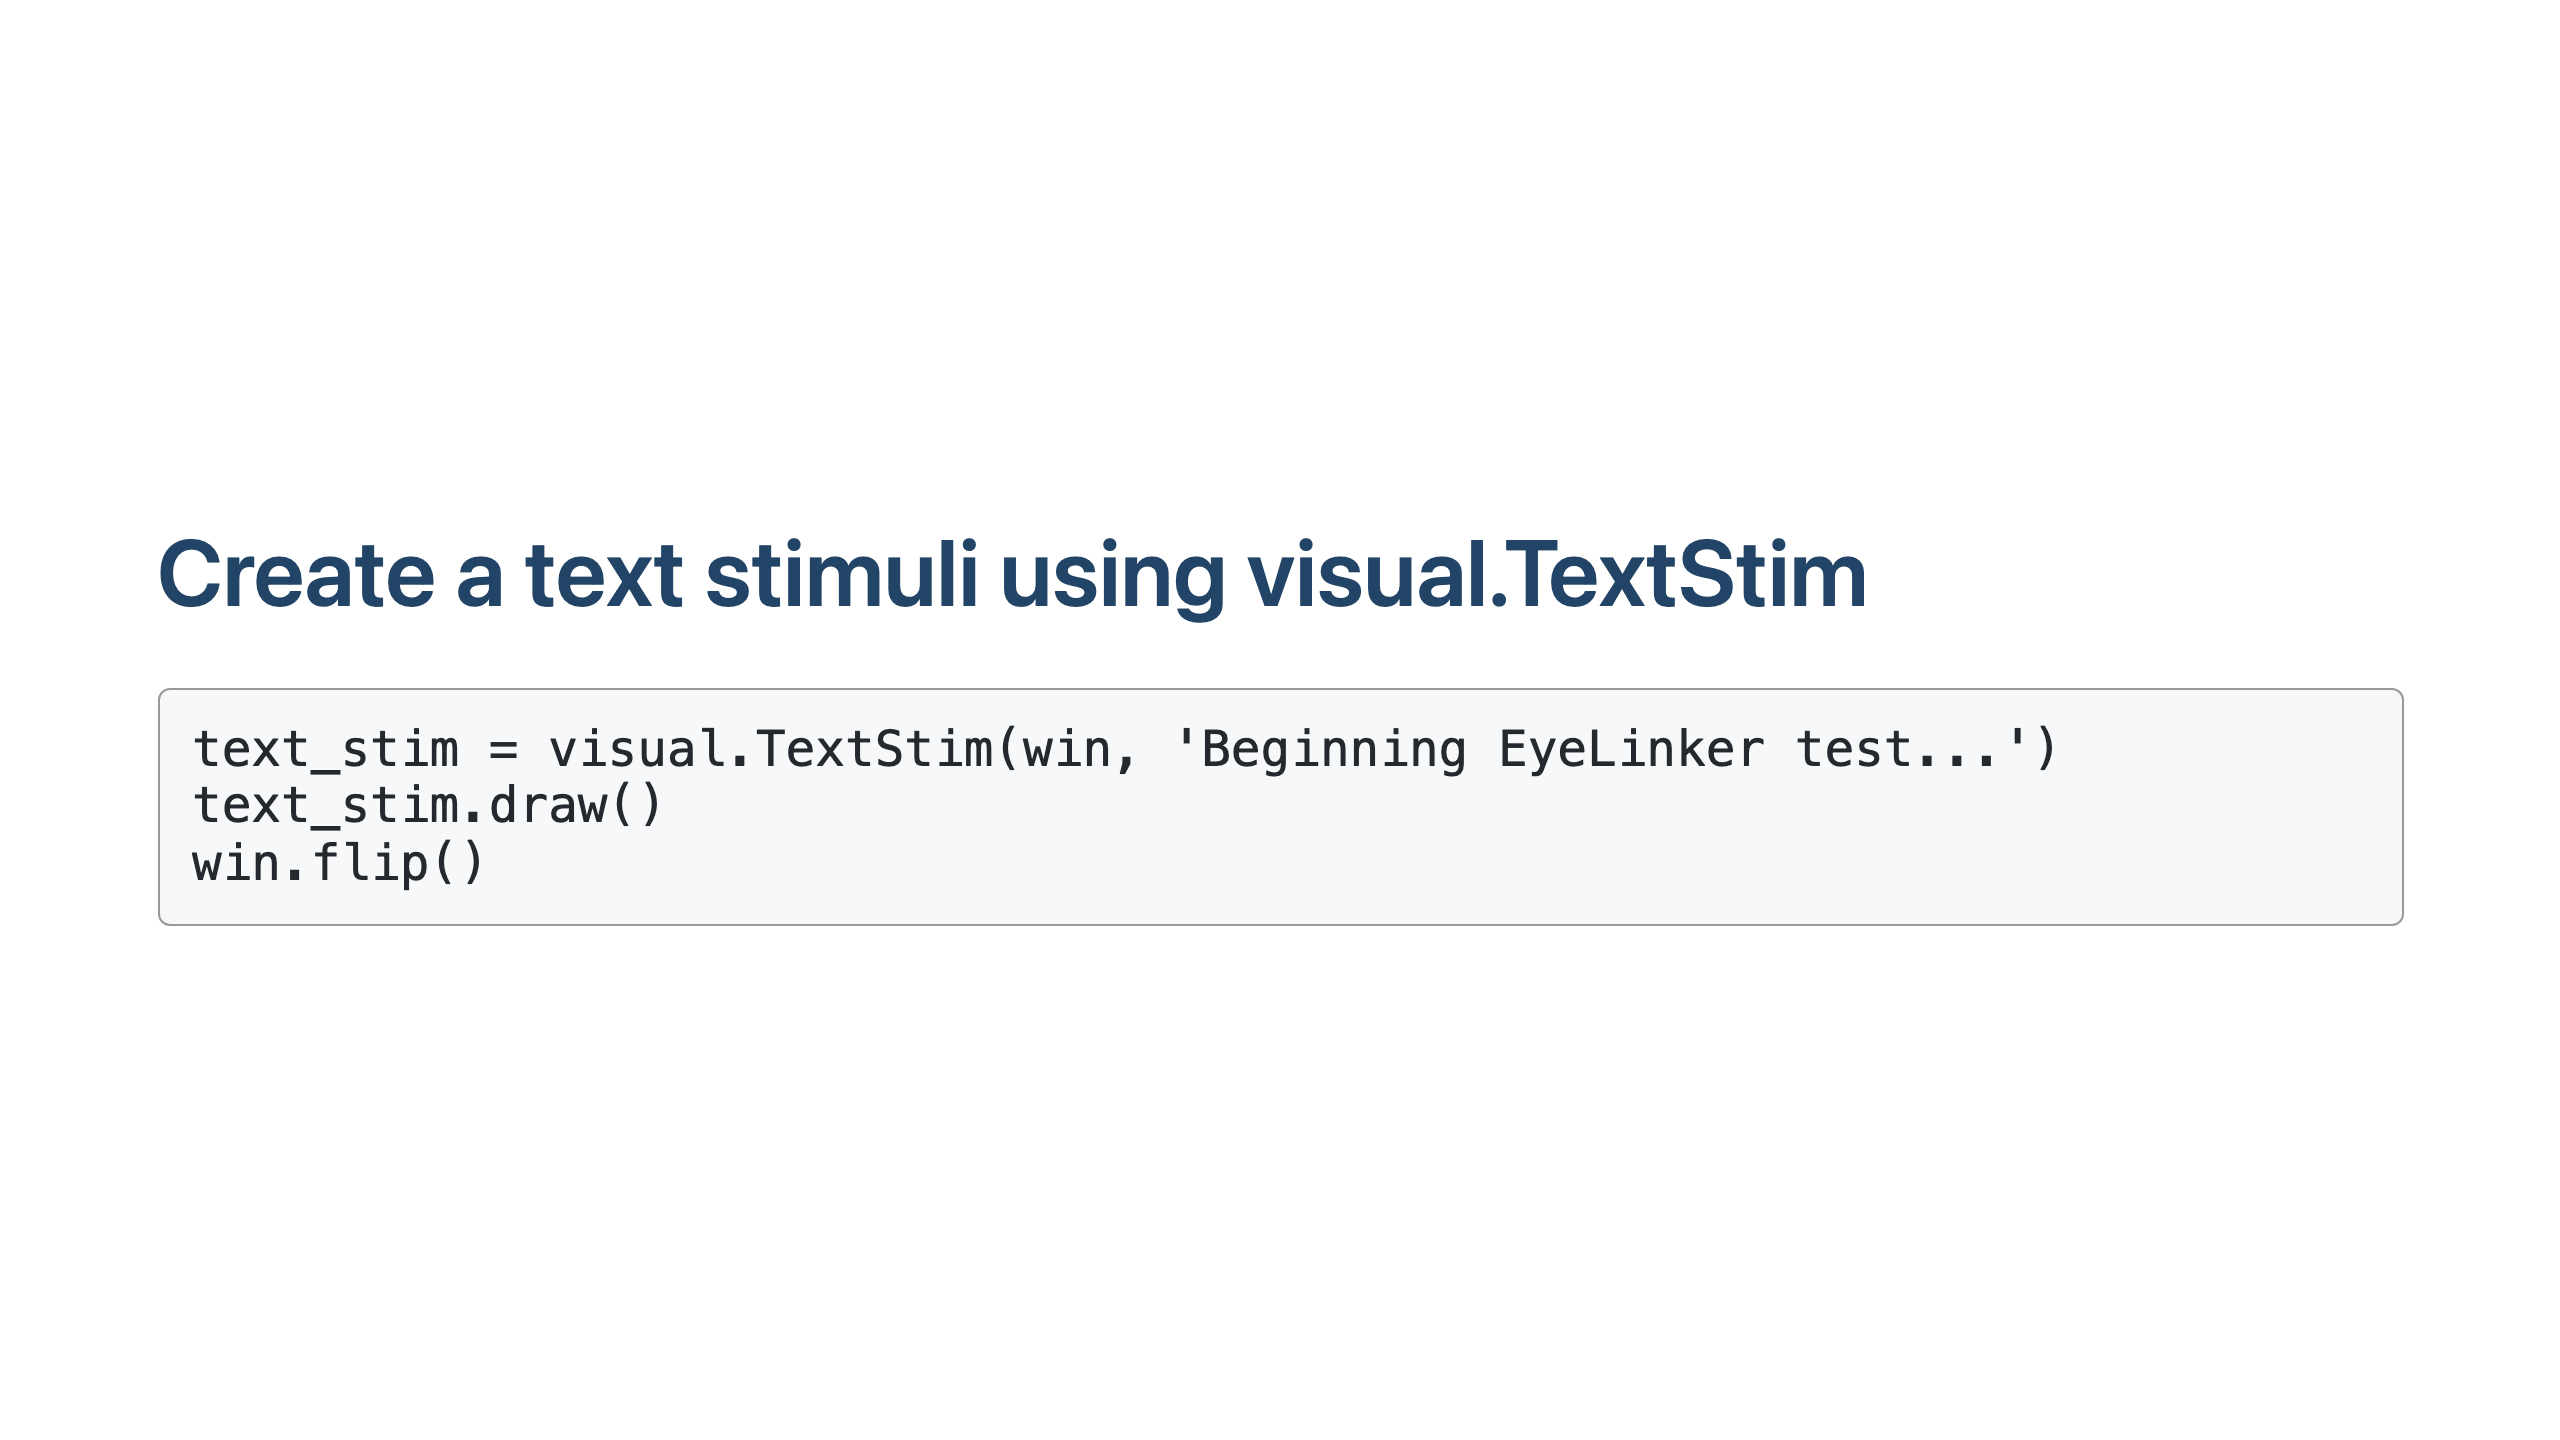 Create a text stimuli using visual.TextStim
text_stim = visual.TextStim(win, 'Beginning EyeLinker test...')
text_stim.draw()
win.flip()